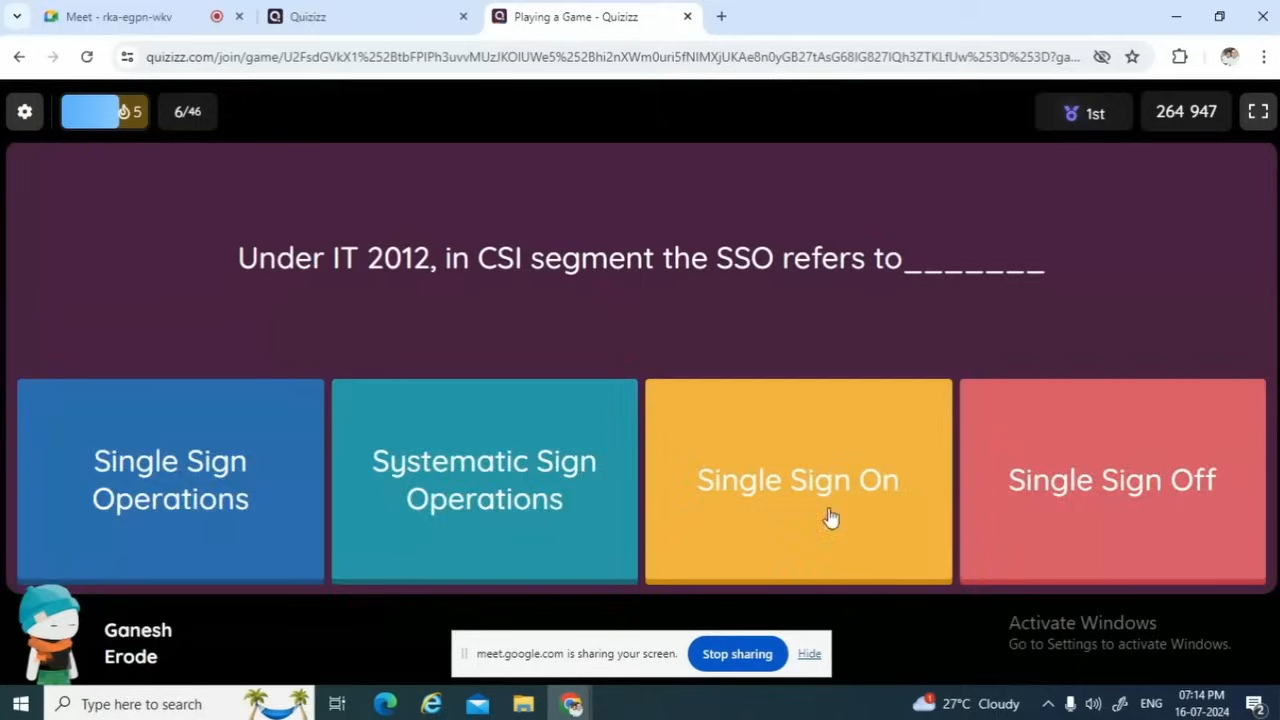 Meet - rka-egpn-wkv
Quizizz
Playing a Game - Quizizz
quizizz.com/join/game/U2FsdGVkX1%252BtbFPIPh3uvvMUzJKOIUWe5%252Bhi2nXWm0uri5fNIMXjUKAe8n0yGB27tAsG68IG827IQh3ZTKLfUw%253D%253D?ga...
5
6/46
1st
264 947
Under IT 2012, in CSI segment the SSO refers to_______
Single Sign
Operations
Systematic Sign
Operations
Single Sign On
Single Sign Off
Ganesh
Erode
meet.google.com is sharing your screen.
Stop sharing
Hide
Activate Windows
Go to Settings to activate Windows.
Type here to search
1
27°C Cloudy
ENG
07:14 PM
16-07-2024
2